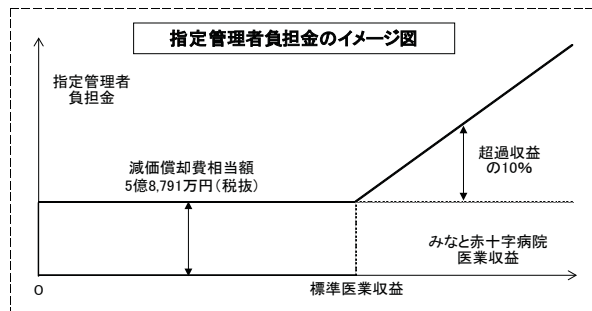 指定管理者負担金のイメージ図
指定管理者
負担金
減価償却費相当額
5億8,791万円(税抜)
超過収益
の10%
みなと赤十字病院
医業収益
0
標準医業収益